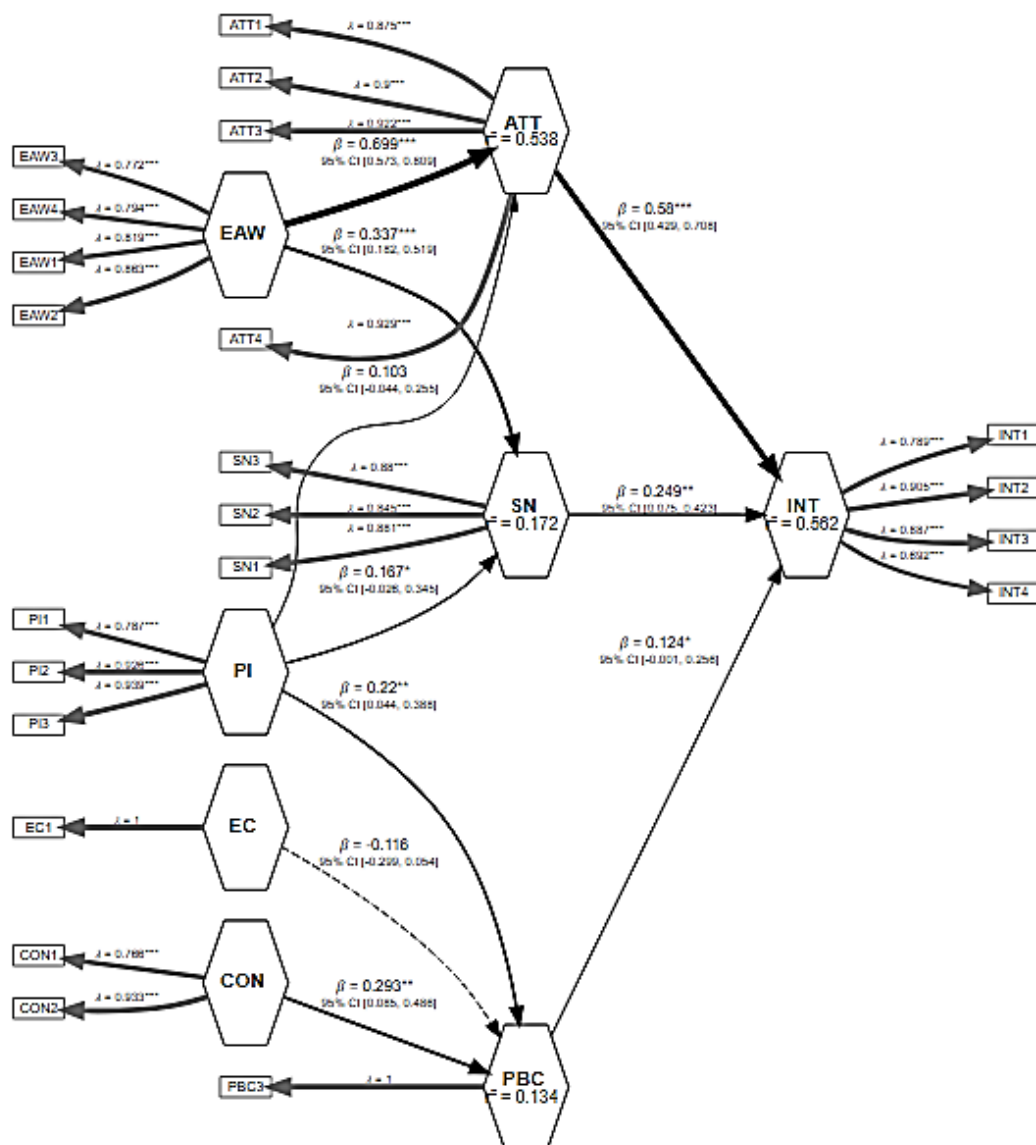 ATT1
λ = 0.875***
ATT2
λ = 0.9***
ATT3
λ = 0.922***
ATT
= 0.538
β = 0.699***
95% CI [0.573, 0.809]
EAW3
λ = 0.772***
EAW4
λ = 0.794***
EAW1
λ = 0.819***
EAW2
λ = 0.863***
EAW
β = 0.337***
95% CI [0.182, 0.519]
β = 0.58***
95% CI [0.429, 0.708]
ATT4
λ = 0.929***
β = 0.103
95% CI [-0.044, 0.255]
SN3
λ = 0.88***
SN2
λ = 0.845***
SN1
λ = 0.861***
SN
= 0.172
β = 0.249**
95% CI [0.075, 0.423]
INT
= 0.562
INT1
λ = 0.789***
INT2
λ = 0.905***
INT3
λ = 0.887***
INT4
λ = 0.892***
β = 0.167*
95% CI [-0.026, 0.345]
PI1
λ = 0.787***
PI2
λ = 0.926***
PI3
λ = 0.939***
PI
β = 0.22**
95% CI [0.044, 0.388]
β = 0.124*
95% CI [-0.001, 0.256]
EC1
λ = 1
EC
β = -0.116
95% CI [-0.299, 0.054]
CON1
λ = 0.766***
CON2
λ = 0.933***
CON
β = 0.293**
95% CI [0.085, 0.486]
PBC3
λ = 1
PBC
= 0.134